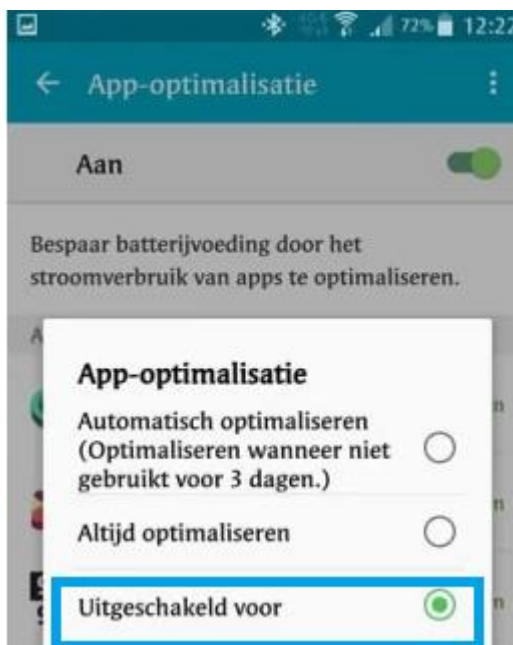 72% 12:22
App-optimalisatie
Aan
Bespaar batterijvoeding door het
stroomverbruik van apps te optimaliseren.
A
App-optimalisatie
Automatisch optimaliseren
(Optimaliseren wanneer niet
gebruikt voor 3 dagen.)
n
n
Altijd optimaliseren
Uitgeschakeld voor
n